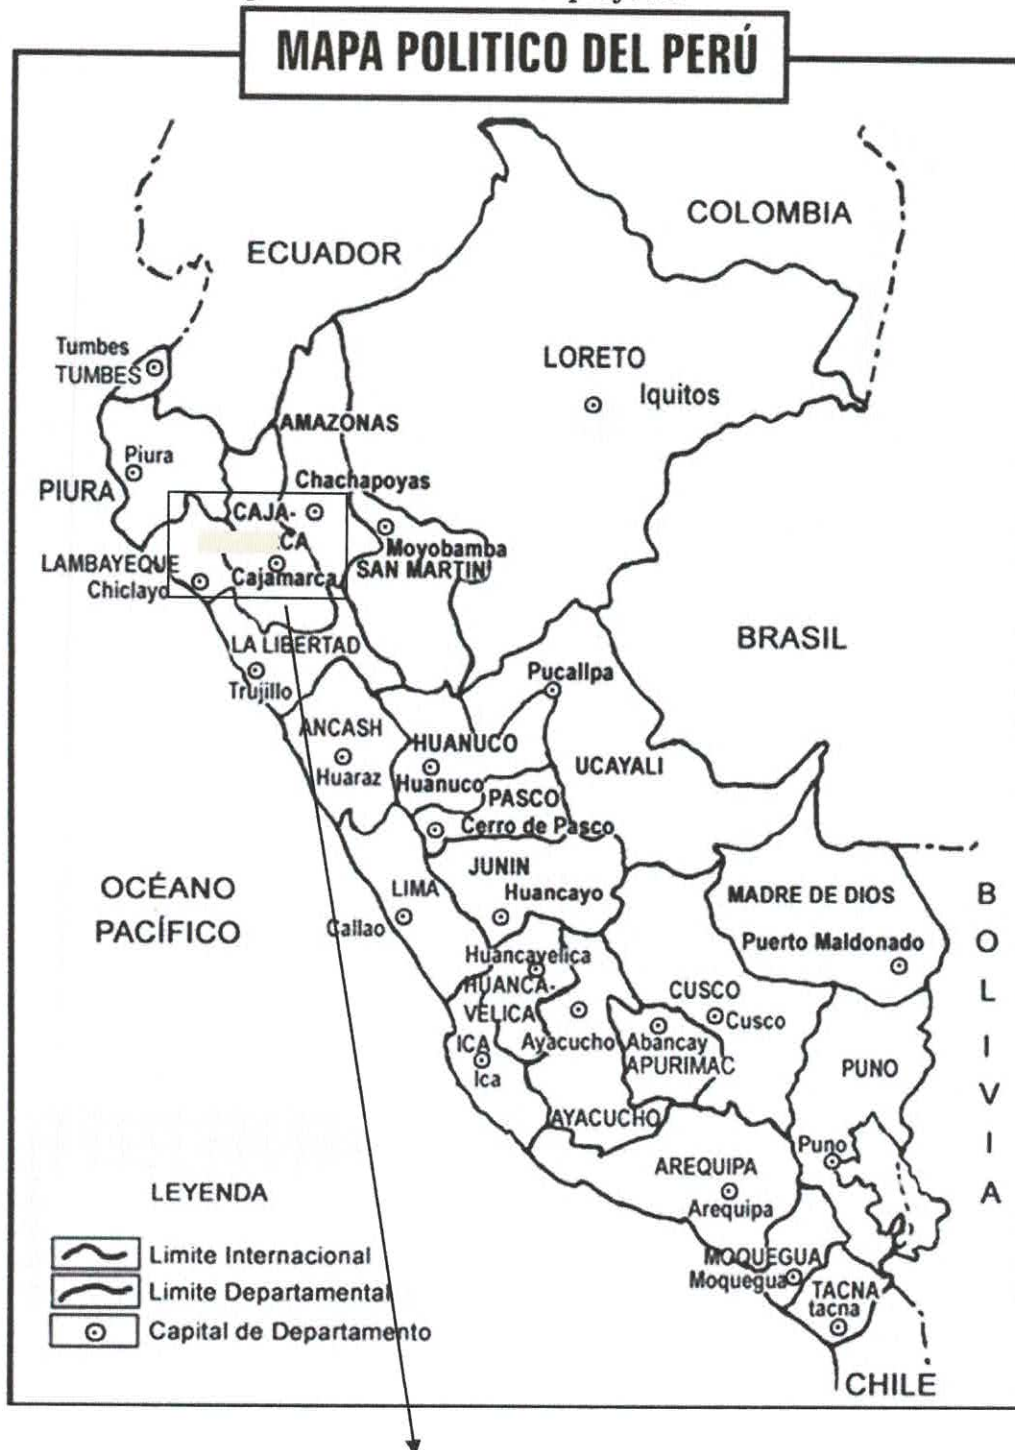 MAPA POLITICO DEL PERÚ
COLOMBIA
ECUADOR
Tumbes
TUMBES
LORETO
Iquitos
AMAZONAS
Piura
PIURA
Chachapoyas
CAJA-
CA
Moyobamba
SAN MARTIN
LAMBAYEQUE
Chiclayo
Cajamarca
BRASIL
LA LIBERTAD
Trujillo
Pucallpa
ANCASH
Huaraz
HUANUCO
Huanuco
UCAYALI
PASCO
Cerro de Pasco
JUNIN
Huancayo
OCÉANO
PACÍFICO
LIMA
Callao
MADRE DE DIOS
Puerto Maldonado
BOLIVIA
Huancavelica
HUANCA-
VELICA
CUSCO
Cusco
ICA
Ica
Ayacucho
Abancay
APURIMAC
PUNO
AYACUCHO
Puno
AREQUIPA
Arequipa
MOQUEGUA
Moquegua
TACNA
tacna
CHILE
LEYENDA
Limite Internacional
Limite Departamental
Capital de Departamento